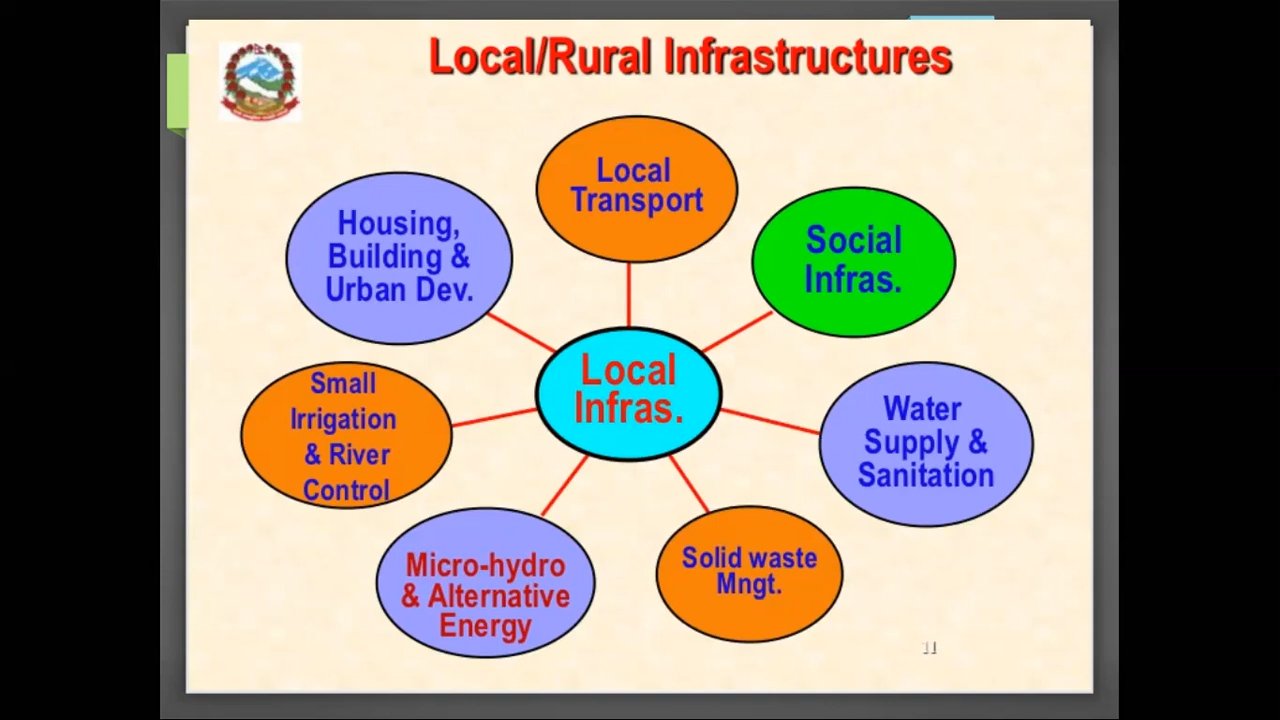 Local/Rural Infrastructures
Local
Transport
Housing,
Building &
Urban Dev.
Social
Infras.
Local
Infras.
Small
Irrigation
& River
Control
Water
Supply &
Sanitation
Micro-hydro
& Alternative
Energy
Solid waste
Mngt.
11